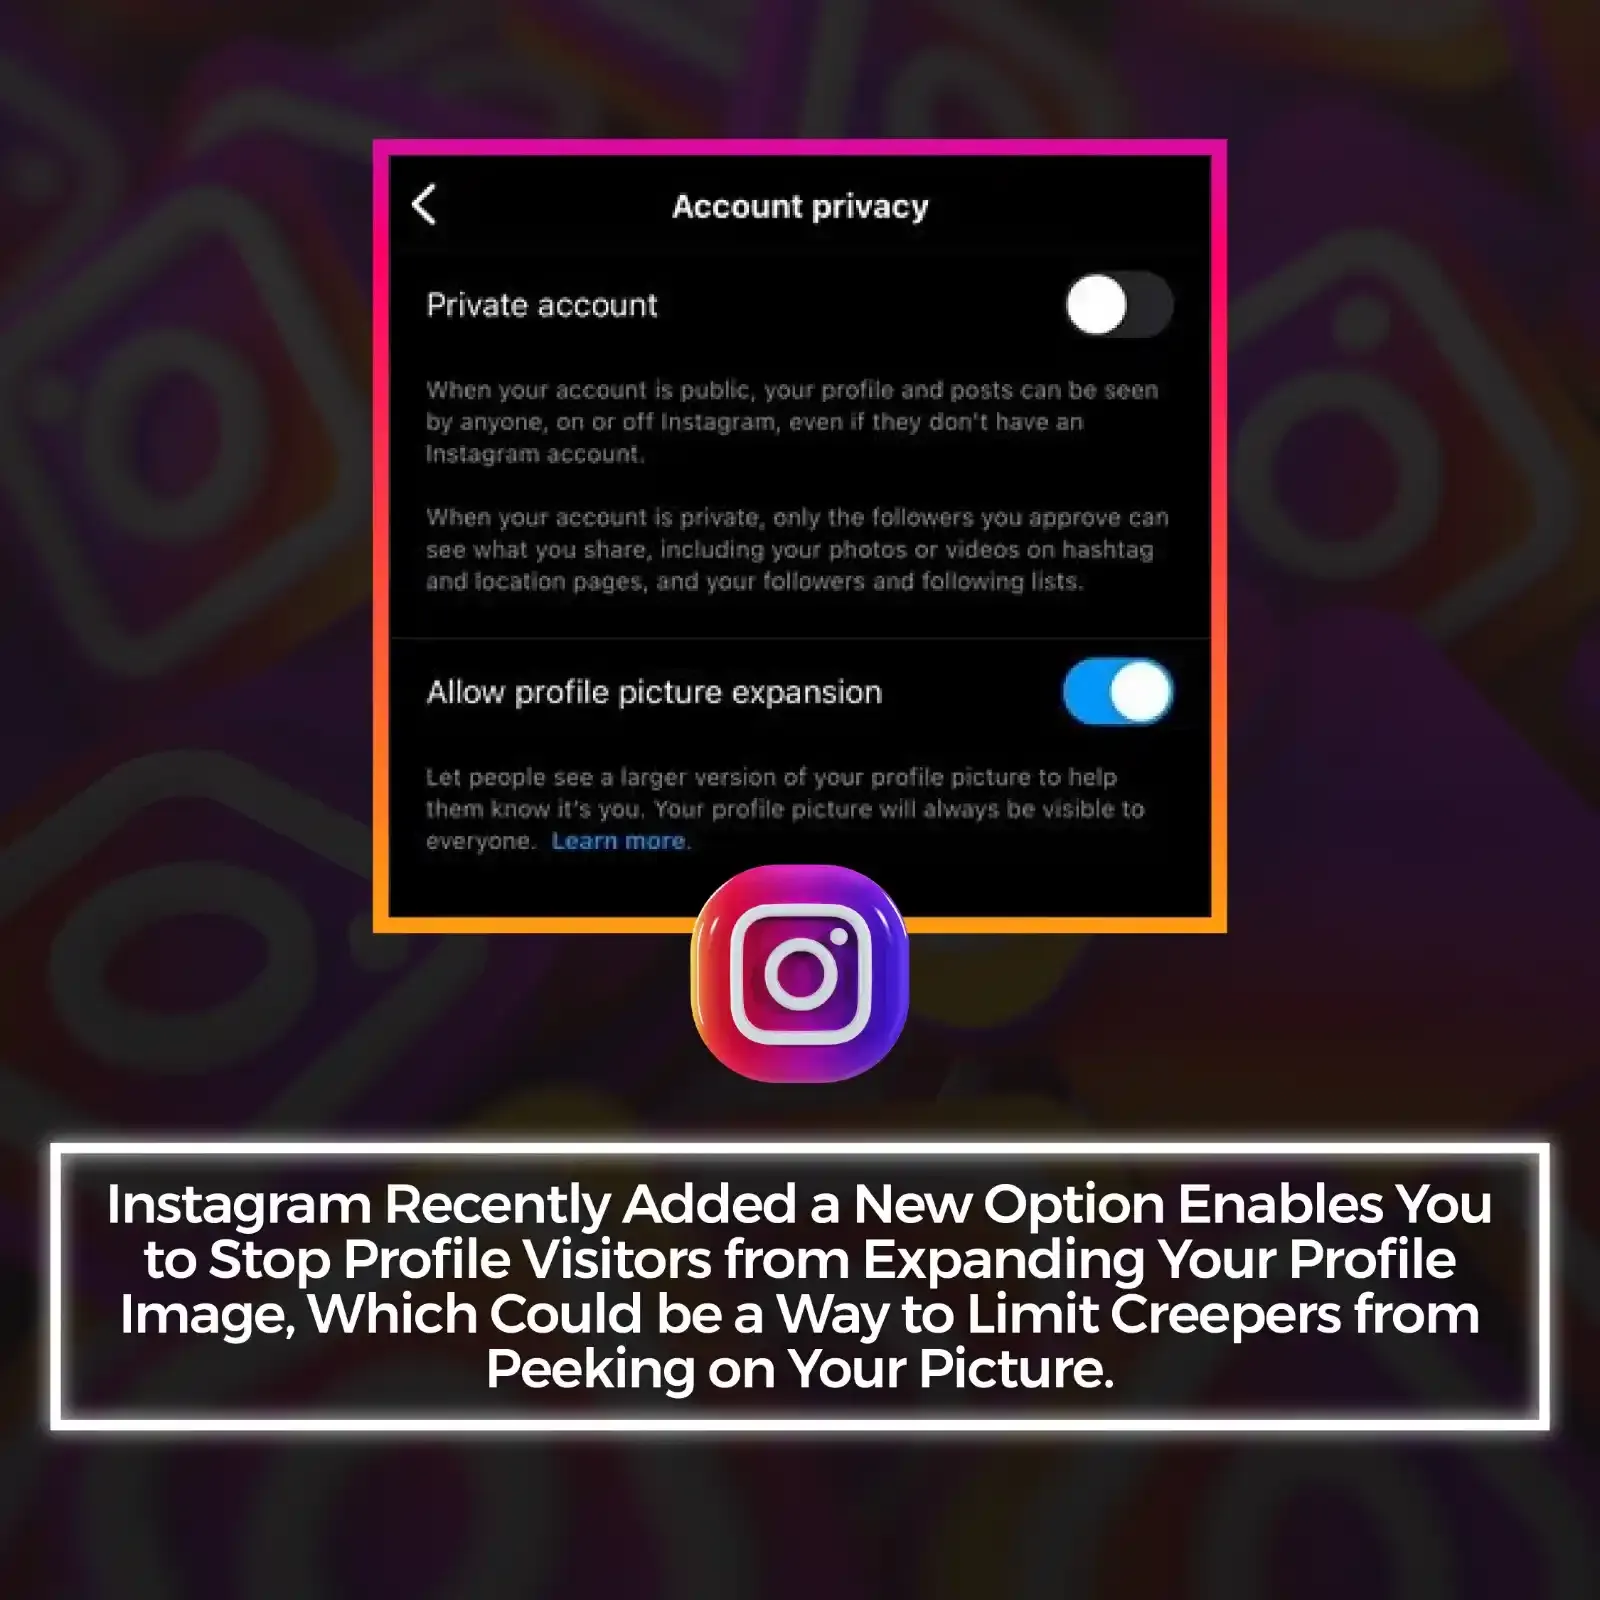 Account privacy
Private account
When your account is public, your profile and posts can be seen
by anyone, on or off Instagram, even if they don't have an
Instagram account.
When your account is private, only the followers you approve can
see what you share, including your photos or videos on hashtag
and location pages, and your followers and following lists.
Allow profile picture expansion
Let people see a larger version of your profile picture to help
them know it's you. Your profile picture will always be visible to
everyone. Learn more.
Instagram Recently Added a New Option Enables You
to Stop Profile Visitors from Expanding Your Profile
Image, Which Could be a Way to Limit Creepers from
Peeking on Your Picture.